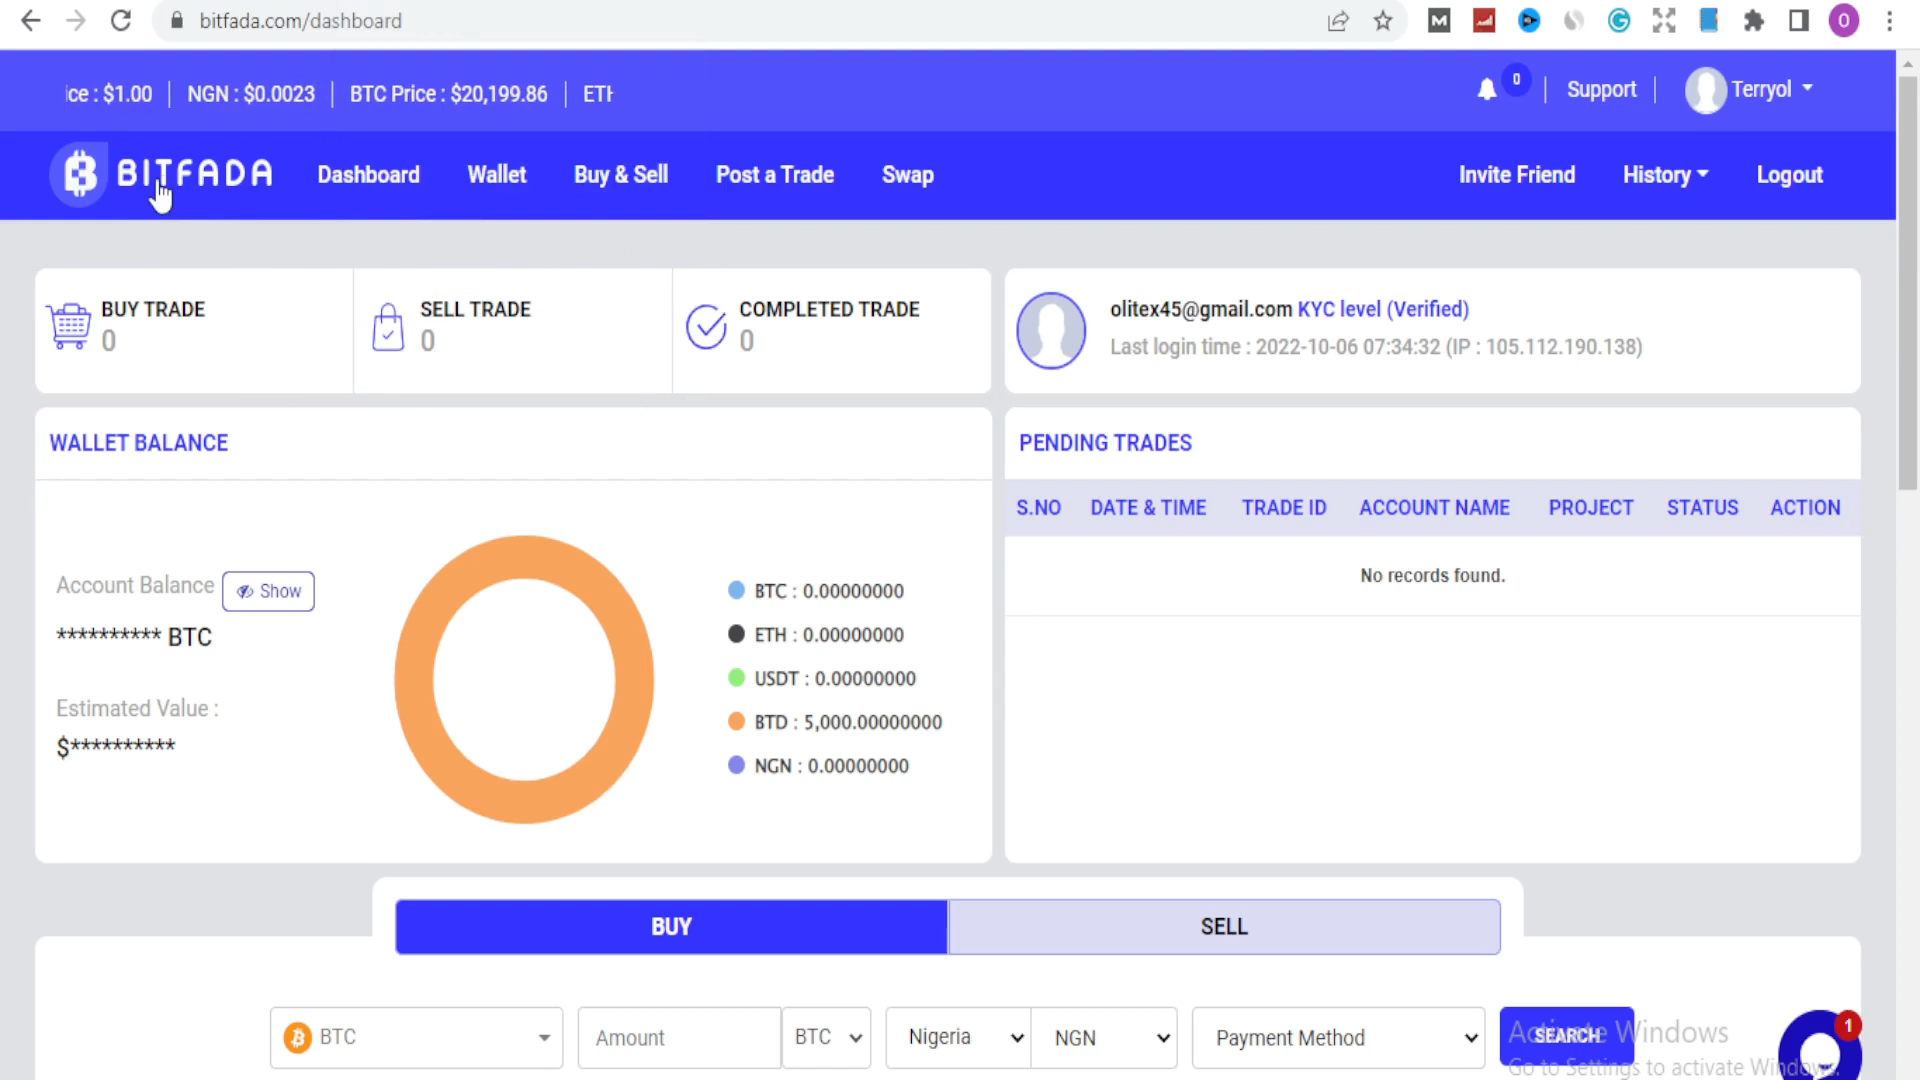 bitfada.com/dashboard
ice : $1.00 | NGN : $0.0023 | BTC Price : $20,199.86 |
0 | Support | Terryol
BITFADA Dashboard Wallet Buy & Sell Post a Trade Swap Invite Friend History Logout
BUY TRADE
0
SELL TRADE
0
COMPLETED TRADE
0
olitex45@gmail.com KYC level (Verified)
Last login time : 2022-10-06 07:34:32 (IP : 105.112.190.138)
WALLET BALANCE
Account Balance Show
********** BTC
Estimated Value :
$**********
BTC : 0.00000000
ETH : 0.00000000
USDT : 0.00000000
BTD : 5,000.00000000
NGN : 0.00000000
PENDING TRADES
S.NO DATE & TIME TRADE ID ACCOUNT NAME PROJECT STATUS ACTION
No records found.
BUY SELL
BTC Amount BTC Nigeria NGN Payment Method SEARCH
1
Activate Windows
Go to Settings to activate Windows.